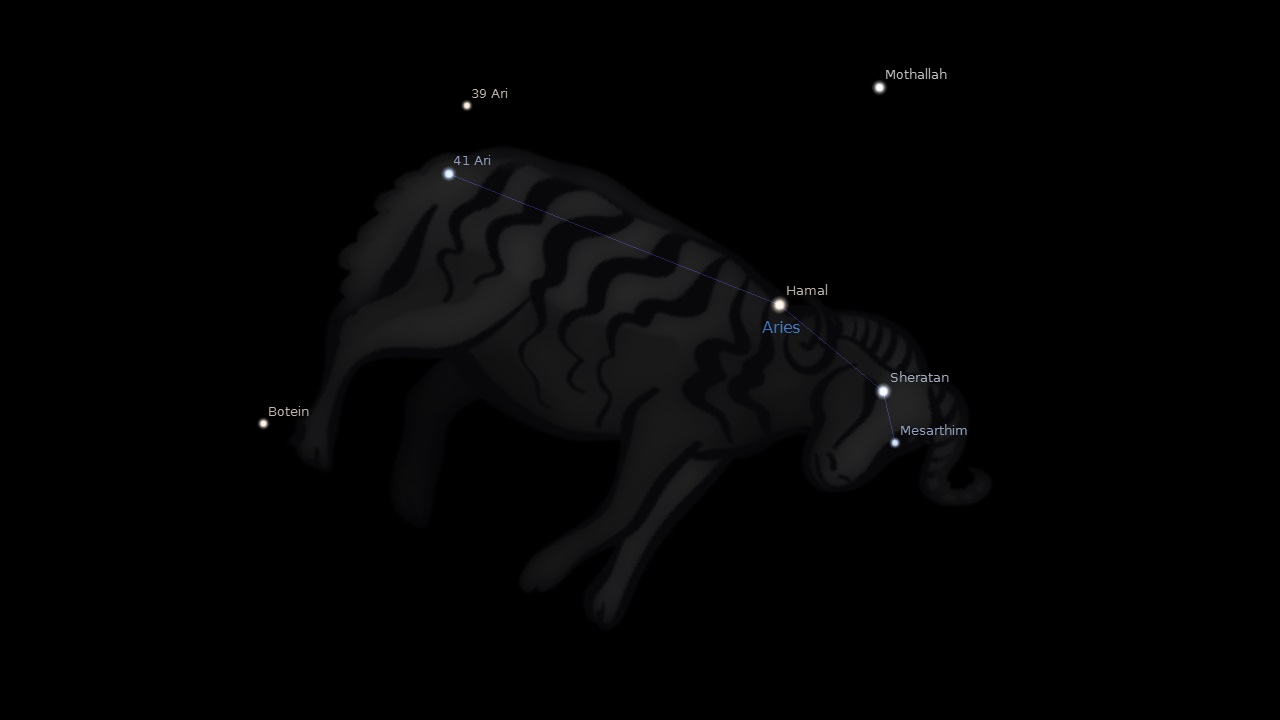 Mothallah
39 Ari
41 Ari
Hamal
Aries
Sheratan
Botein
Mesarthim